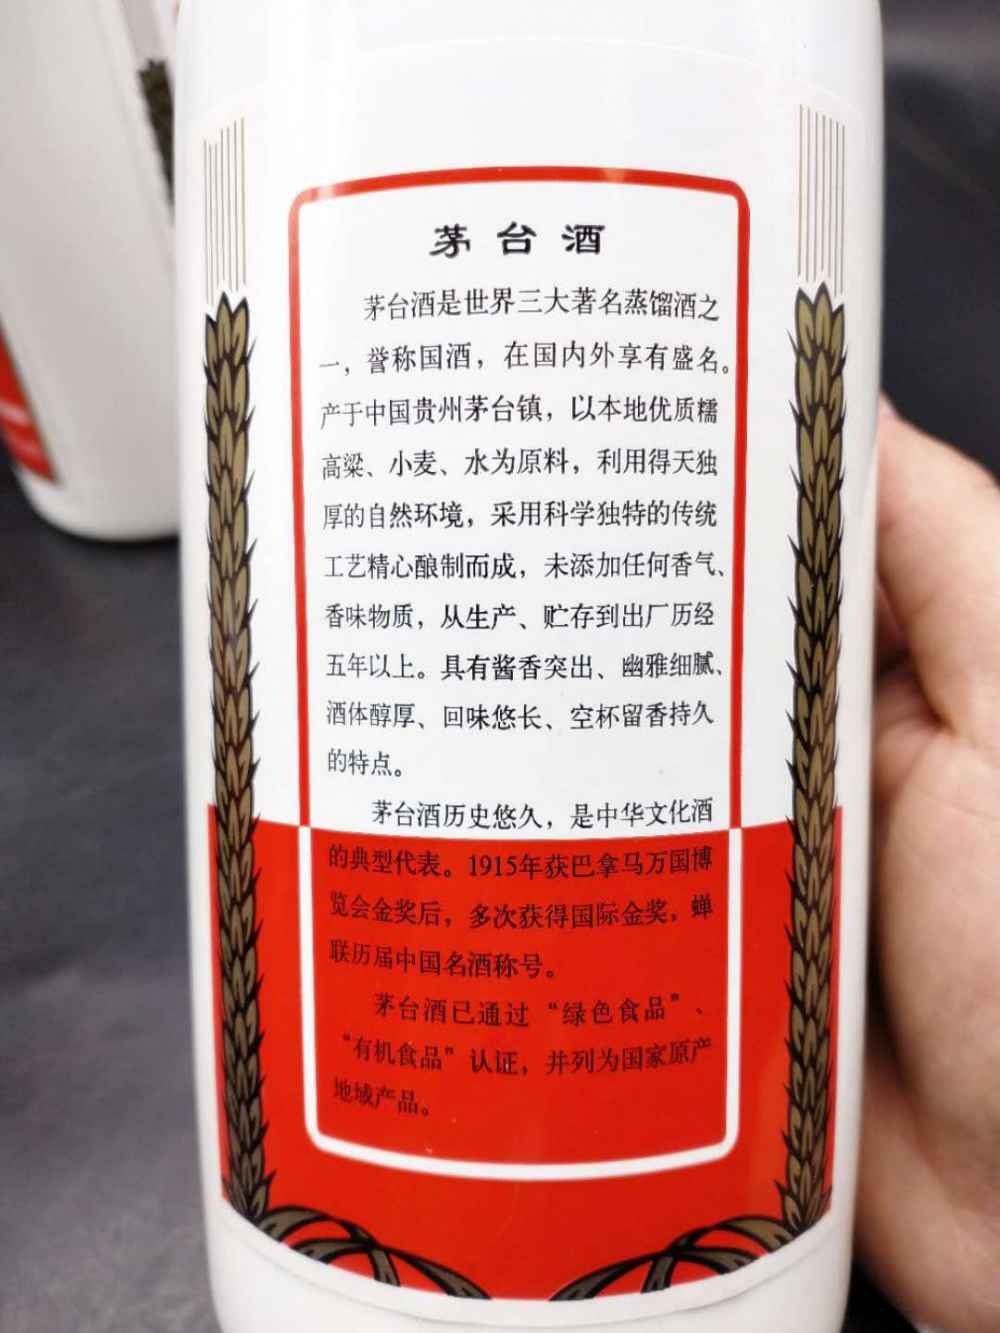 茅台酒
茅台酒是世界三大著名蒸馏酒之
一，誉称国酒，在国内外享有盛名。
产于中国贵州茅台镇，以本地优质糯
高粱、小麦、水为原料，利用得天独
厚的自然环境，采用科学独特的传统
工艺精心酿制而成，未添加任何香气、
香味物质，从生产、贮存到出厂历经
五年以上。具有酱香突出、幽雅细腻、
酒体醇厚、回味悠长、空杯留香持久
的特点。
茅台酒历史悠久，是中华文化酒
的典型代表。1915年获巴拿马万国博
览会金奖后，多次获得国际金奖，蝉
联历届中国名酒称号。
茅台酒已通过“绿色食品”、
“有机食品”认证，并列为国家原产
地域产品。